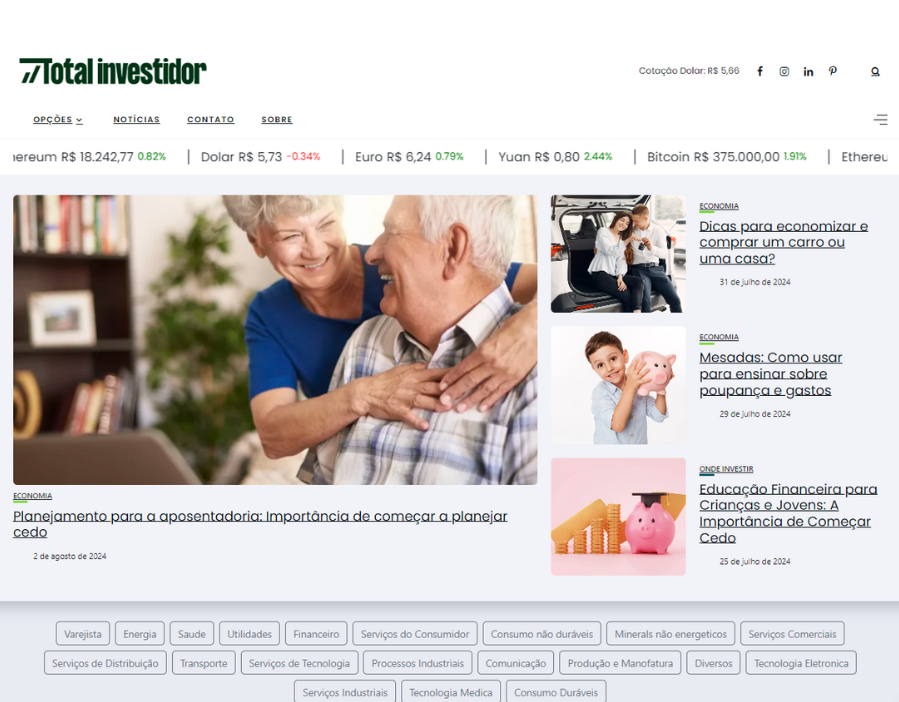 Total investidor
Cotação Dolar: R$ 5,66
OPÇÕES NOTÍCIAS CONTATO SOBRE
ereum R$ 18.242,77 0.82% | Dolar R$ 5,73 -0.34% | Euro R$ 6,24 0.79% | Yuan R$ 0,80 2.44% | Bitcoin R$ 375.000,00 1.91% | Ethereu
ECONOMIA
Planejamento para a aposentadoria: Importância de começar a planejar
cedo
2 de agosto de 2024
ECONOMIA
Dicas para economizar e
comprar um carro ou
uma casa?
31 de julho de 2024
ECONOMIA
Mesadas: Como usar
para ensinar sobre
poupança e gastos
29 de julho de 2024
ONDE INVESTIR
Educação Financeira para
Crianças e Jovens: A
Importância de Começar
Cedo
25 de julho de 2024
Varejista Energia Saude Utilidades Financeiro Serviços do Consumidor Consumo não duráveis Minerals não energeticos Serviços Comerciais
Serviços de Distribuição Transporte Serviços de Tecnologia Processos Industriais Comunicação Produção e Manofatura Diversos Tecnologia Eletronica
Serviços Industriais Tecnologia Medica Consumo Duráveis